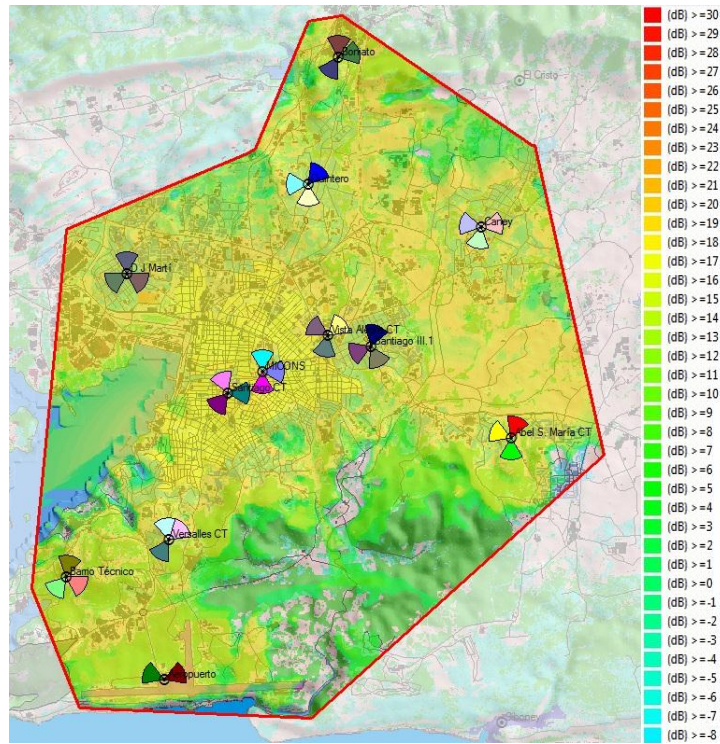 Boniato
El Cristo
Quintero
Caney
D J Martí
Vista Alegre CT
Santiago III.1
MICONS
Santiago CT
Abel S. María CT
Versalles CT
Barrio Técnico
Aeropuerto
Siboney
(dB) >=30
(dB) >=29
(dB) >=28
(dB) >=27
(dB) >=26
(dB) >=25
(dB) >=24
(dB) >=23
(dB) >=22
(dB) >=21
(dB) >=20
(dB) >=19
(dB) >=18
(dB) >=17
(dB) >=16
(dB) >=15
(dB) >=14
(dB) >=13
(dB) >=12
(dB) >=11
(dB) >=10
(dB) >=9
(dB) >=8
(dB) >=7
(dB) >=6
(dB) >=5
(dB) >=4
(dB) >=3
(dB) >=2
(dB) >=1
(dB) >=0
(dB) >=-1
(dB) >=-2
(dB) >=-3
(dB) >=-4
(dB) >=-5
(dB) >=-6
(dB) >=-7
(dB) >=-8